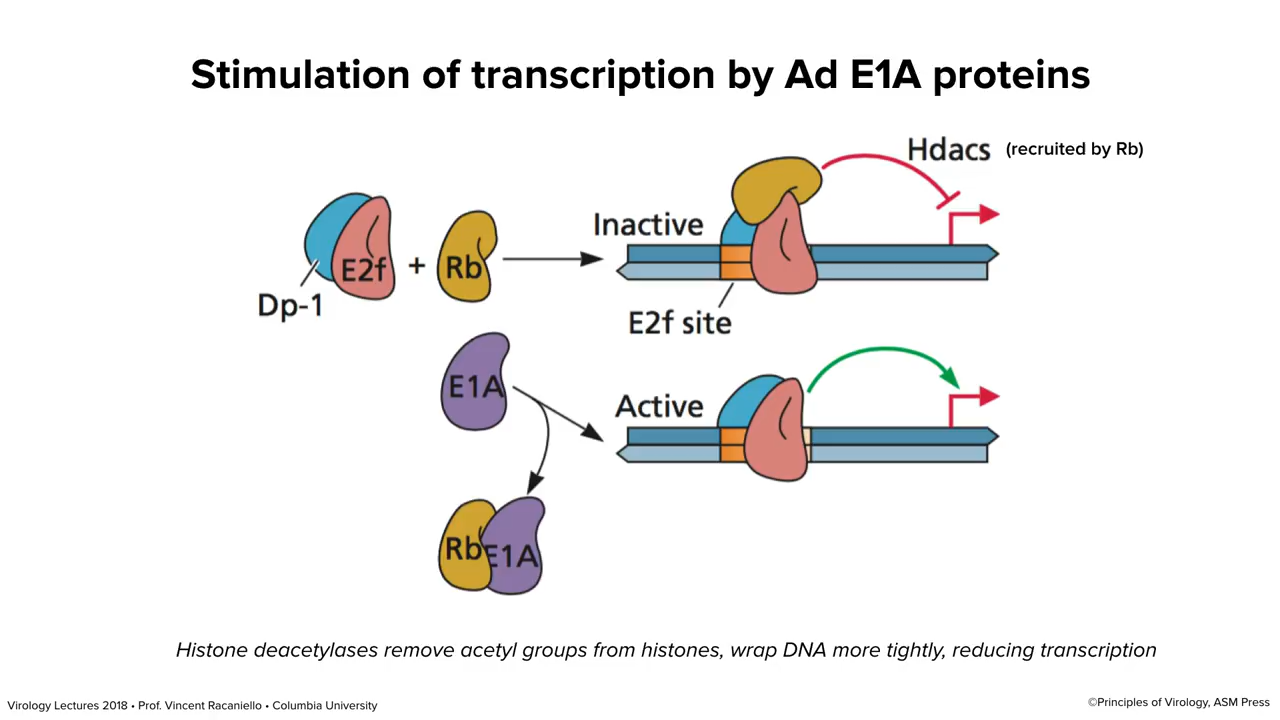 Stimulation of transcription by Ad E1A proteins
Hdacs (recruited by Rb)
Inactive
E2f + Rb
Dp-1
E2f site
E1A
Active
Rb E1A
Histone deacetylases remove acetyl groups from histones, wrap DNA more tightly, reducing transcription
Virology Lectures 2018 • Prof. Vincent Racaniello • Columbia University
©Principles of Virology, ASM Press